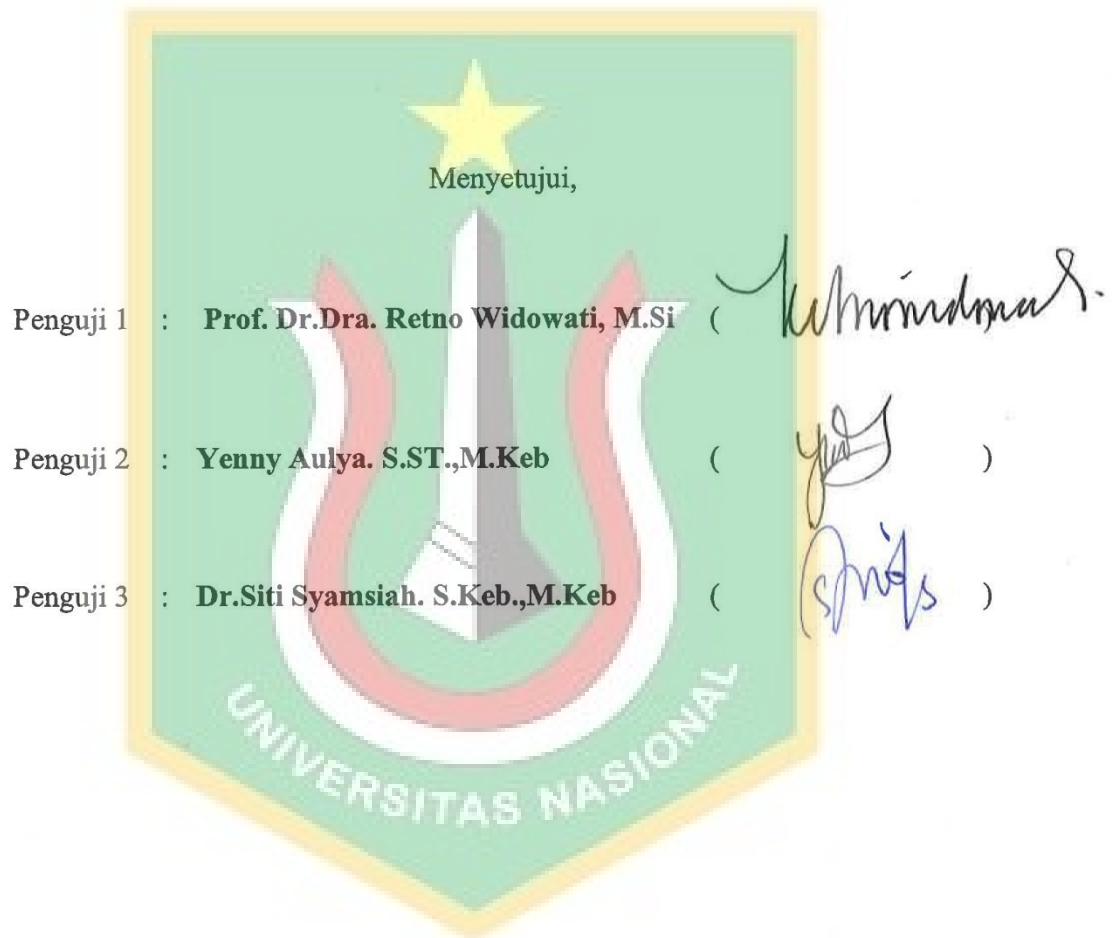 Menyetujui,
Penguji 1 : Prof. Dr.Dra. Retno Widowati, M.Si (
Penguji 2 : Yenny Aulya. S.ST.,M.Keb ( )
Penguji 3 : Dr.Siti Syamsiah. S.Keb.,M.Keb ( )
UNIVERSITAS NASIONAL